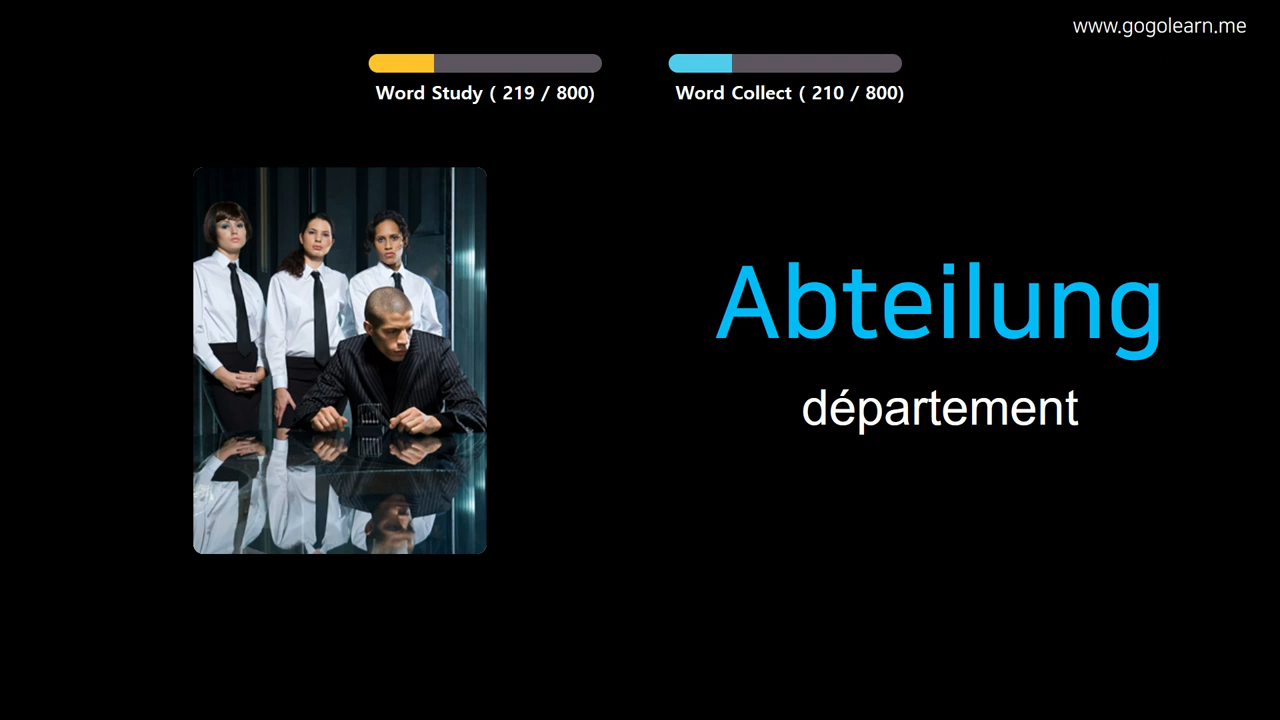 www.gogolearn.me
Word Study ( 219 / 800)
Word Collect ( 210 / 800)
Abteilung
département